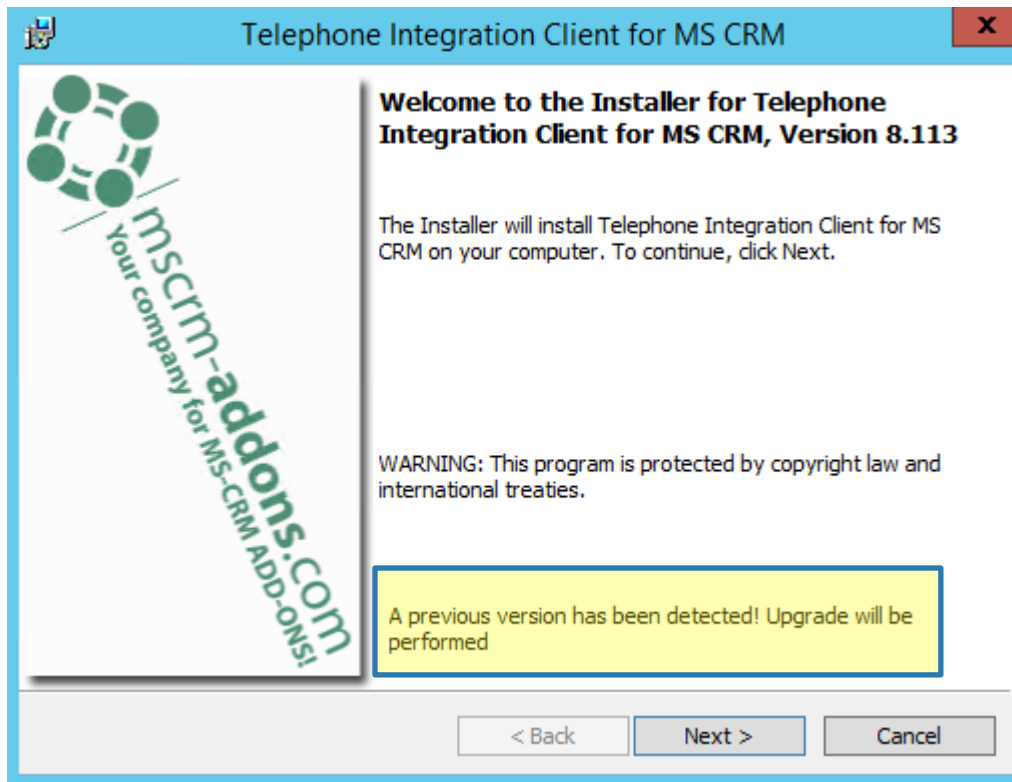 Telephone Integration Client for MS CRM
x
mscrm-addons.com
Your company for MS-CRM ADD-ONS!
Welcome to the Installer for Telephone
Integration Client for MS CRM, Version 8.113
The Installer will install Telephone Integration Client for MS
CRM on your computer. To continue, click Next.
WARNING: This program is protected by copyright law and
international treaties.
A previous version has been detected! Upgrade will be
performed
< Back
Next >
Cancel